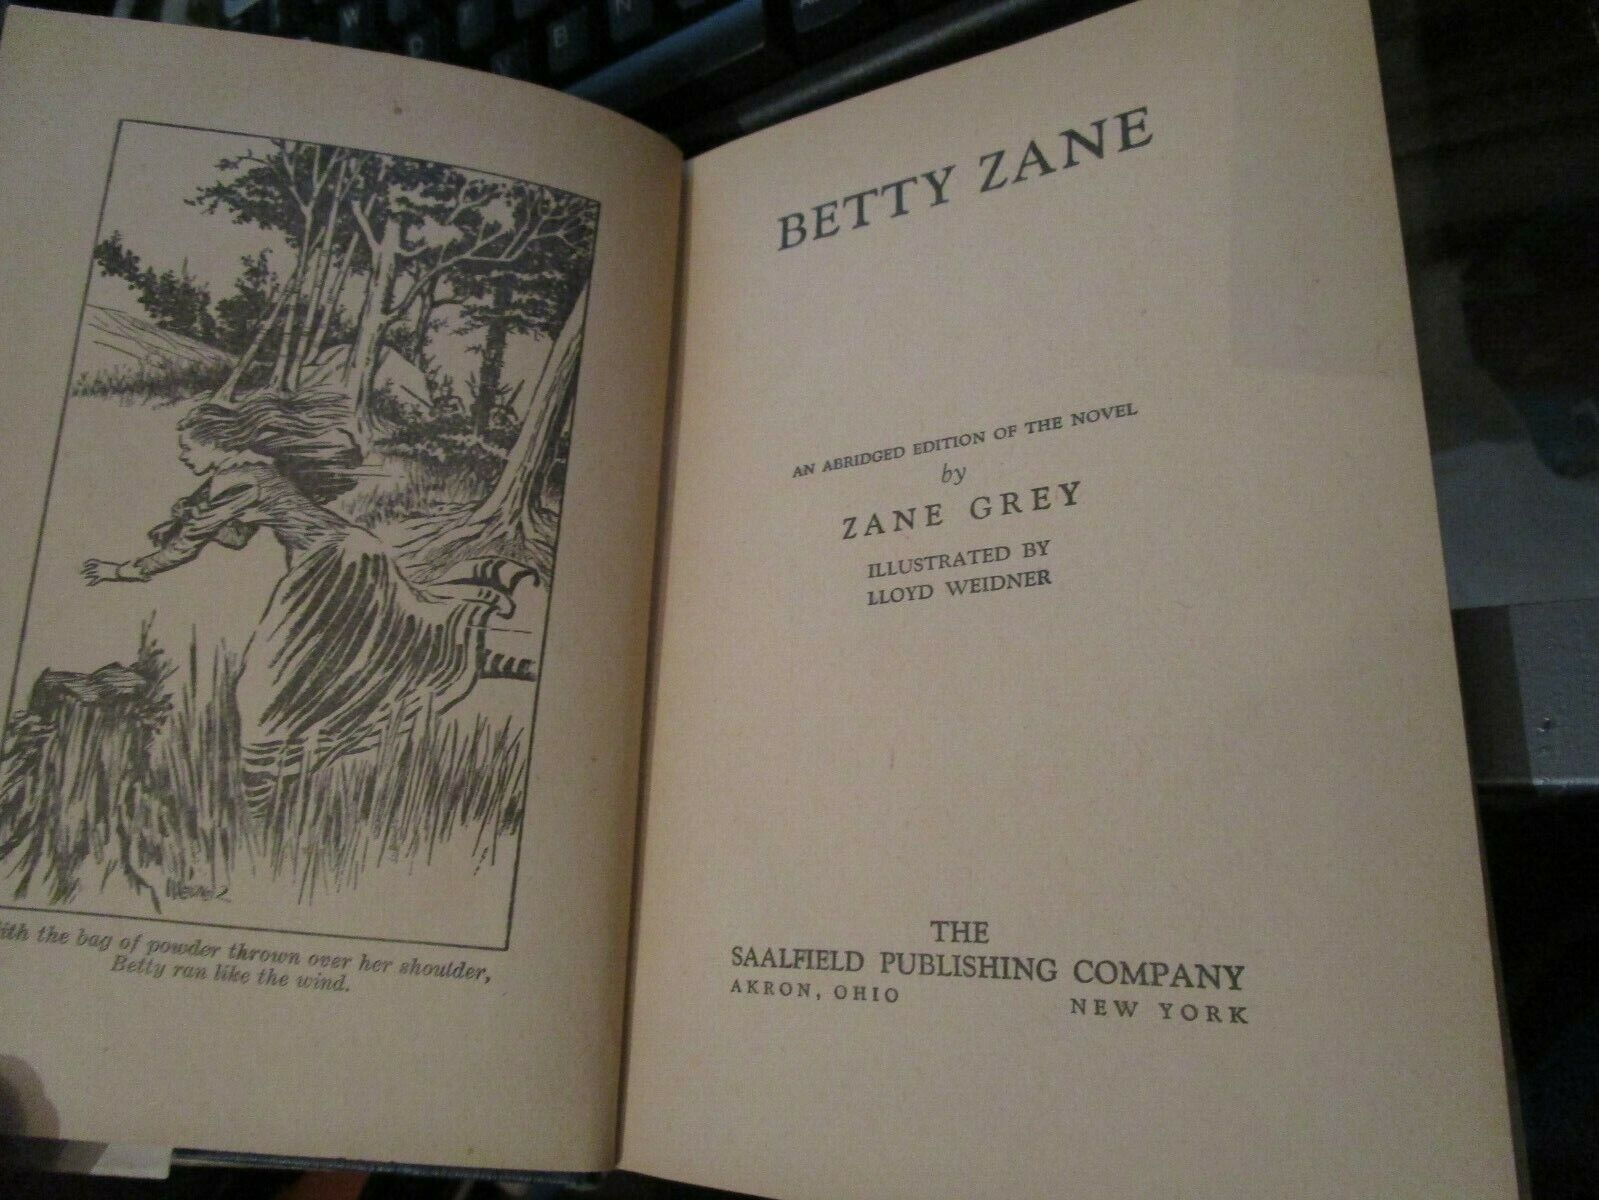 ith the bag of powder thrown over her shoulder,
Betty ran like the wind.
BETTY ZANE
AN ABRIDGED EDITION OF THE NOVEL
by
ZANE GREY
ILLUSTRATED BY
LLOYD WEIDNER
THE
SAALFIELD PUBLISHING COMPANY
AKRON, OHIO NEW YORK